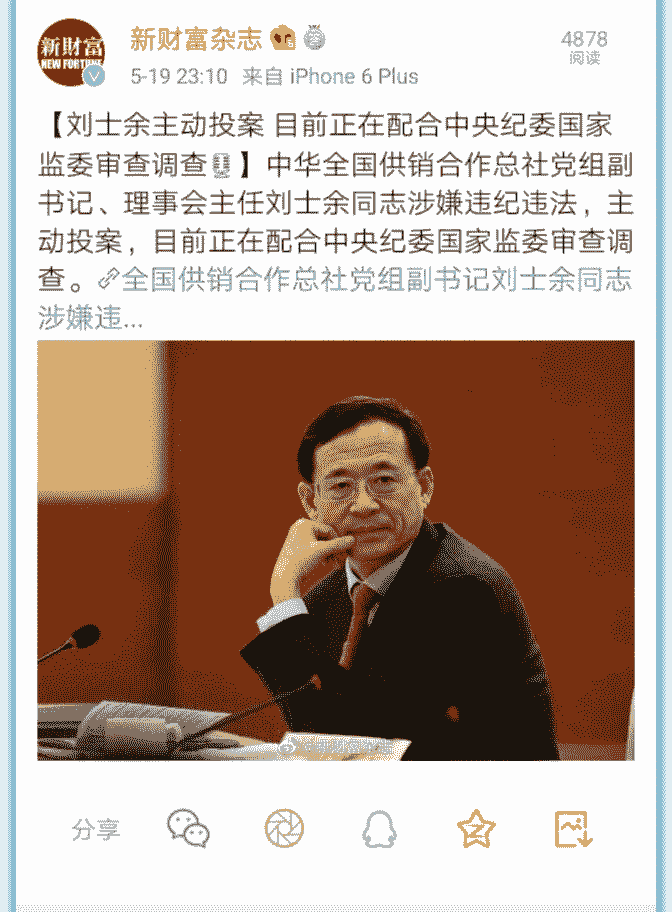 新財富
NEW FORTUNE
新财富杂志
4878
阅读
5-19 23:10 来自 iPhone 6 Plus
【刘士余主动投案 目前正在配合中央纪委国家
监委审查调查】中华全国供销合作总社党组副
书记、理事会主任刘士余同志涉嫌违纪违法，主
动投案，目前正在配合中央纪委国家监委审查调
查。全国供销合作总社党组副书记刘士余同志
涉嫌违...
分享